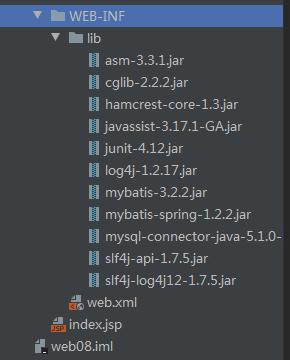 WEB-INF
lib
asm-3.3.1.jar
cglib-2.2.2.jar
hamcrest-core-1.3.jar
javassist-3.17.1-GA.jar
junit-4.12.jar
log4j-1.2.17.jar
mybatis-3.2.2.jar
mybatis-spring-1.2.2.jar
mysql-connector-java-5.1.0-
slf4j-api-1.7.5.jar
slf4j-log4j12-1.7.5.jar
web.xml
index.jsp
web08.iml